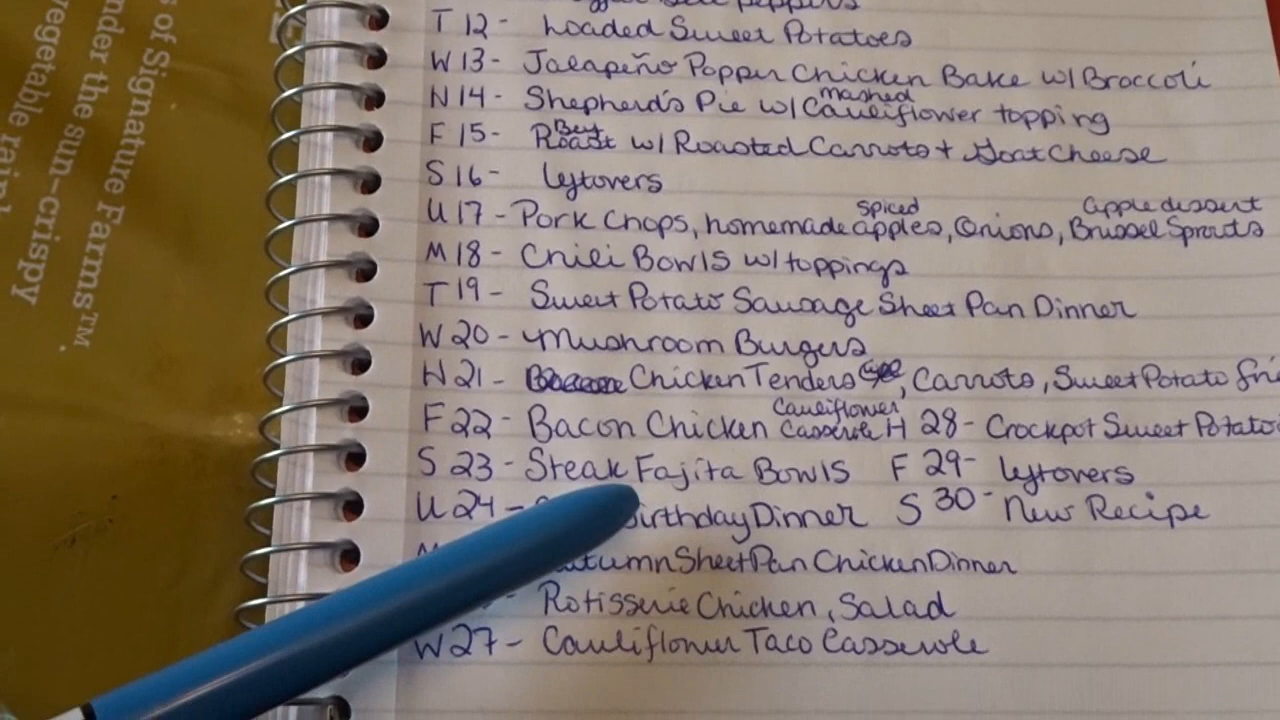 T 12 - Loaded Sweet Potatoes
W 13 - Jalapeño Popper Chicken Bake w/ Broccoli
H 14 - Shepherd's Pie w/ mashed Cauliflower topping
F 15 - Beef Roast w/ Roasted Carrots + Goat Cheese
S 16 - leftovers
U 17 - Pork Chops, homemade spiced apples, Onions, Brussel Sprouts apple dessert
M 18 - Chili Bowls w/ toppings
T 19 - Sweet Potato Sausage Sheet Pan Dinner
W 20 - Mushroom Burgers
H 21 - Chicken Tenders, Carrots, Sweet Potato
F 22 - Bacon Chicken Cauliflower Casserole
H 28 - Crockpot Sweet Potato
S 23 - Steak Fajita Bowls
F 29 - leftovers
U 24 - Birthday Dinner
S 30 - New Recipe
Autumn Sheet Pan Chicken Dinner
Rotisserie Chicken, Salad
W 27 - Cauliflower Taco Casserole
s of Signature Farms™.
nder the sun-crispy
vegetable